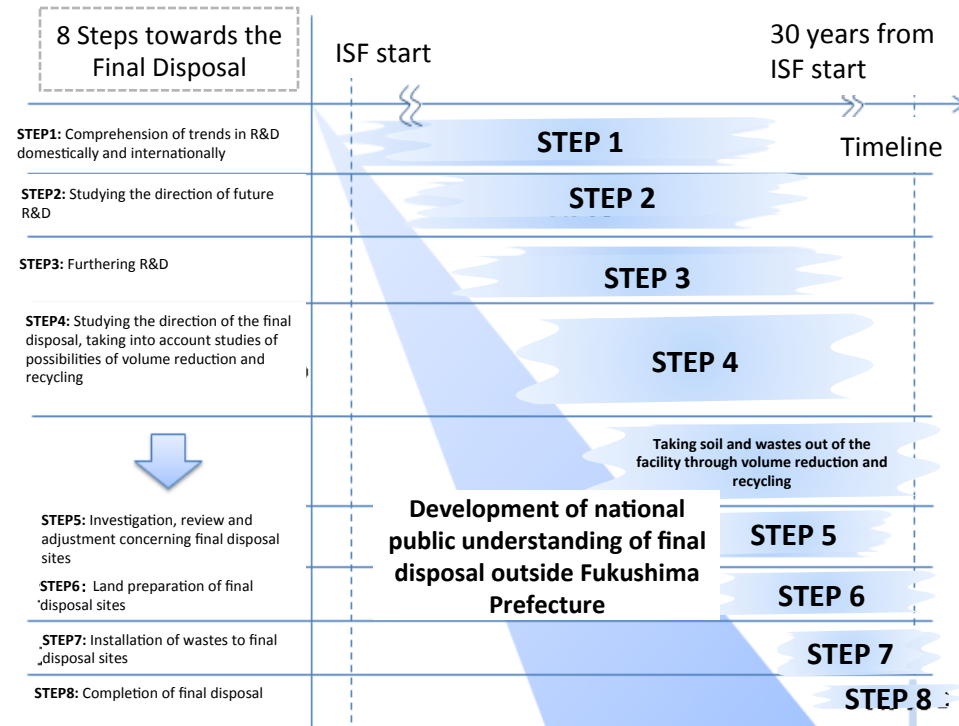 8 Steps towards the
Final Disposal
ISF start
30 years from
ISF start
Timeline
STEP1: Comprehension of trends in R&D
domestically and internationally
STEP 1
STEP2: Studying the direction of future
R&D
STEP 2
STEP3: Furthering R&D
STEP 3
STEP4: Studying the direction of the final
disposal, taking into account studies of
possibilities of volume reduction and
recycling
STEP 4
Taking soil and wastes out of the
facility through volume reduction and
recycling
Development of national
public understanding of final
disposal outside Fukushima
Prefecture
STEP5: Investigation, review and
adjustment concerning final disposal
sites
STEP 5
STEP6: Land preparation of final
disposal sites
STEP 6
STEP7: Installation of wastes to final
disposal sites
STEP 7
STEP8: Completion of final disposal
STEP 8